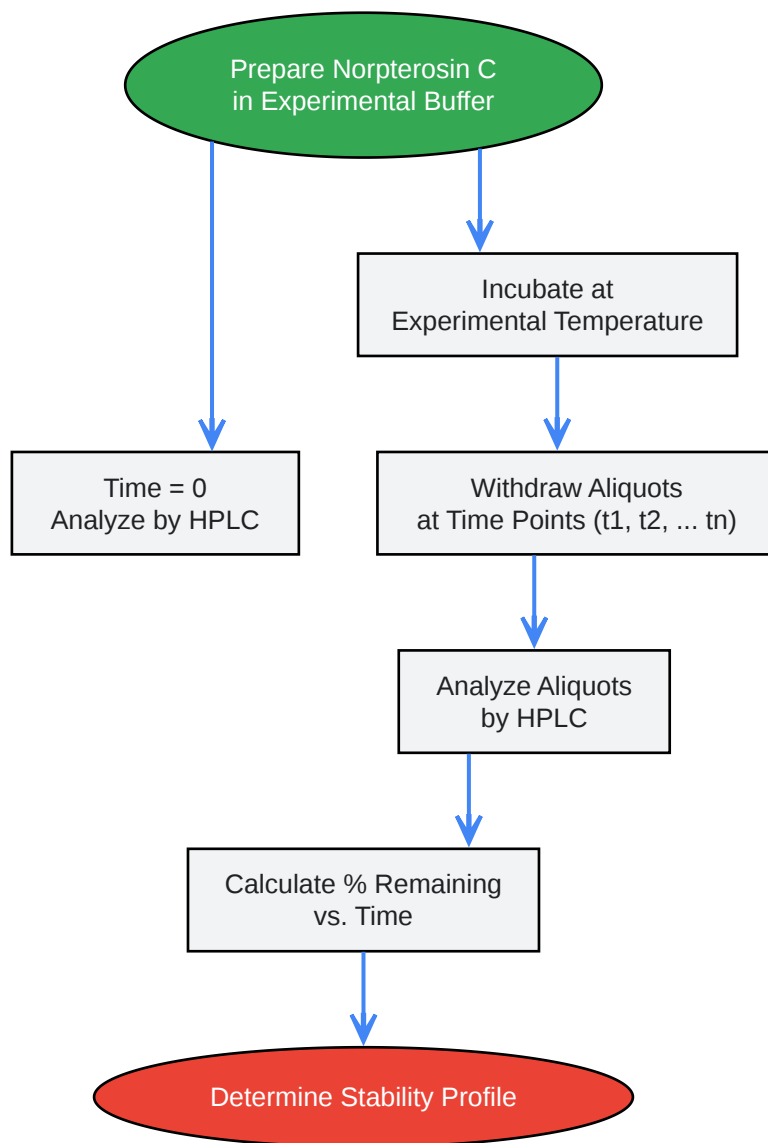 Prepare Norpterosin C
in Experimental Buffer
Incubate at
Experimental Temperature
Time = 0
Analyze by HPLC
Withdraw Aliquots
at Time Points (t1, t2, ... tn)
Analyze Aliquots
by HPLC
Calculate % Remaining
vs. Time
Determine Stability Profile